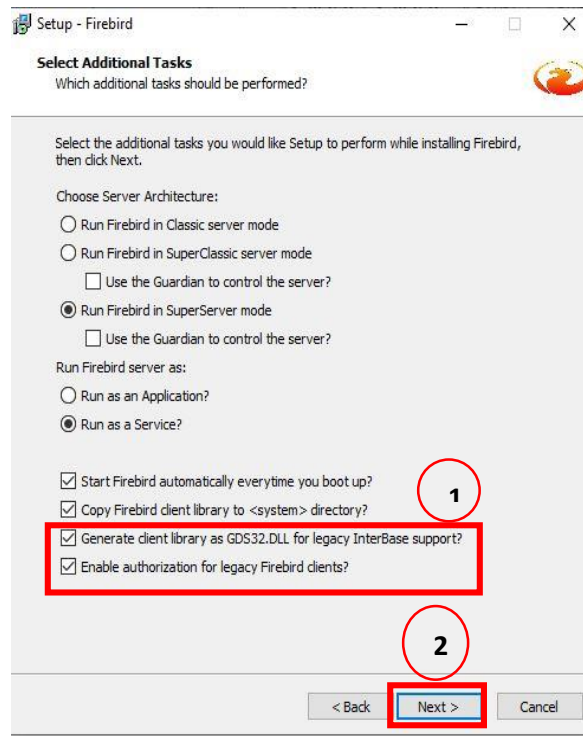 Setup - Firebird
Select Additional Tasks
Which additional tasks should be performed?
Select the additional tasks you would like Setup to perform while installing Firebird,
then click Next.
Choose Server Architecture:
Run Firebird in Classic server mode
Run Firebird in SuperClassic server mode
Use the Guardian to control the server?
Run Firebird in SuperServer mode
Use the Guardian to control the server?
Run Firebird server as:
Run as an Application?
Run as a Service?
Start Firebird automatically everytime you boot up?
1
Copy Firebird client library to <system> directory?
Generate client library as GDS32.DLL for legacy InterBase support?
Enable authorization for legacy Firebird clients?
2
< Back
Next >
Cancel